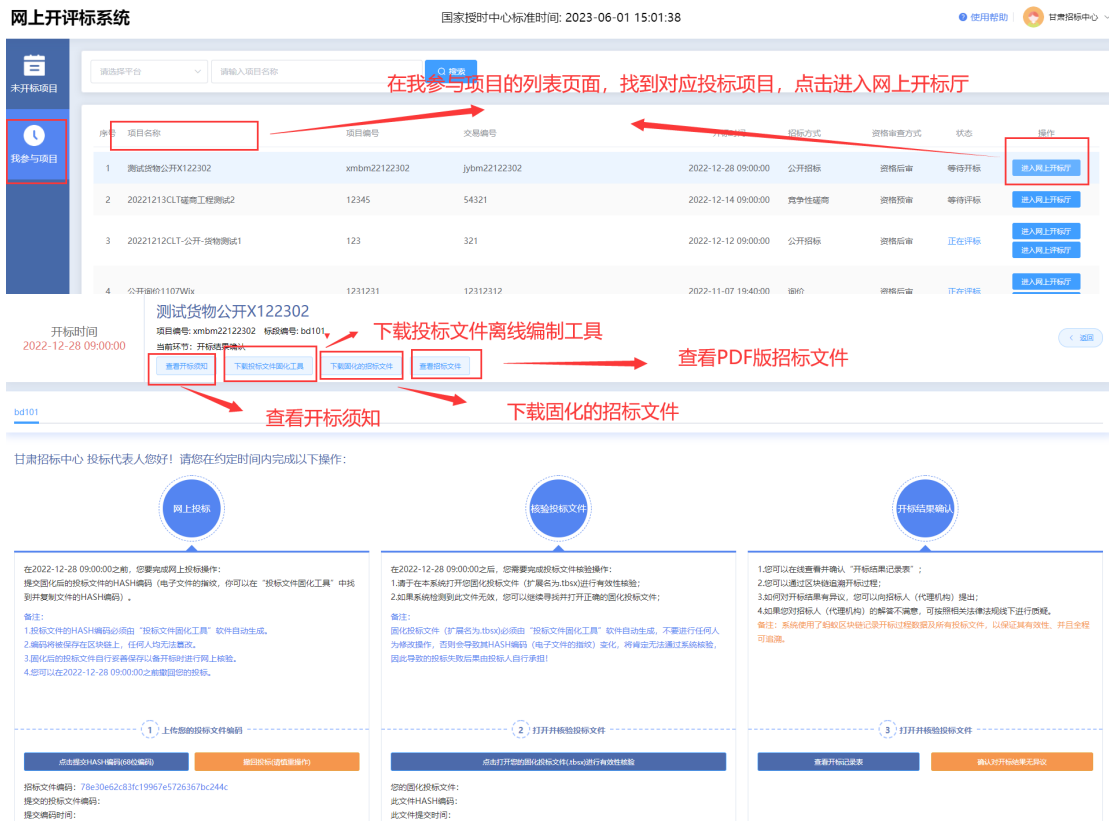 网上开评标系统
国家授时中心标准时间: 2023-06-01 15:01:38
使用帮助
甘肃招标中心
未开标项目
我参与项目
请选择平台
请输入项目名称
搜索
在我参与项目的列表页面，找到对应投标项目，点击进入网上开标厅
序号 项目名称 项目编号 交易编号 开标时间 招标方式 资格审查方式 状态 操作
1 测试货物公开X122302 xmbm22122302 jybm22122302 2022-12-28 09:00:00 公开招标 资格后审 等待开标 进入网上开标厅
2 20221213CLT磋商工程测试2 12345 54321 2022-12-14 09:00:00 竞争性磋商 资格预审 等待评标 进入网上开标厅
3 20221212CLT-公开-货物测试1 123 321 2022-12-12 09:00:00 公开招标 资格后审 正在评标 进入网上开标厅
进入网上评标厅
4 公开询价1107Wjx 1231231 12312312 2022-11-07 19:40:00 询价 资格后审 正在评标 进入网上开标厅
开标时间
2022-12-28 09:00:00
测试货物公开X122302
项目编号: xmbm22122302 标段编号: bd101
当前环节：开标结果确认
查看开标须知
下载投标文件固化工具
下载固化的招标文件
查看招标文件
返回
下载投标文件离线编制工具
查看PDF版招标文件
查看开标须知
下载固化的招标文件
bd101
甘肃招标中心 投标代表人您好！请您在约定时间内完成以下操作:
网上投标
在2022-12-28 09:00:00之前，您要完成网上投标操作:
提交固化后的投标文件的HASH编码（电子文件的指纹，你可以在“投标文件固化工具”中找
到并复制文件的HASH编码）。
备注:
1.投标文件的HASH编码必须由“投标文件固化工具”软件自动生成。
2.编码将被保存在区块链上，任何人均无法篡改。
3.固化后的投标文件自行妥善保存以备开标时进行网上核验。
4.您可以在2022-12-28 09:00:00之前撤回您的投标。
1 上传您的投标文件编码
点击提交HASH编码(68位编码)
撤回投标(请慎重操作)
招标文件编码: 78e30e62c83fc19967e5726367bc244c
提交的投标文件编码:
提交编码时间:
核验投标文件
在2022-12-28 09:00:00之后，您需要完成投标文件核验操作:
1.请于在本系统打开您固化投标文件（扩展名为.tbsx)进行有效性核验;
2.如果系统检测到此文件无效，您可以继续寻找并打开正确的固化投标文件;
备注:
固化投标文件（扩展名为.tbsx)必须由“投标文件固化工具”软件自动生成，不要进行任何人
为修改操作，否则会导致其HASH编码（电子文件的指纹）变化，将肯定无法通过系统核验，
因此导致的投标失败后果由投标人自行承担!
2 打开并核验投标文件
点击打开您的固化投标文件(.tbsx)进行有效性核验
您的固化投标文件:
此文件HASH编码:
此文件提交时间:
开标结果确认
1.您可以在线查看并确认“开标结果记录表”;
2.您可以通过区块链追溯开标过程;
3.如何对开标结果有异议，您可以向招标人（代理机构）提出;
4.如果您对招标人（代理机构）的解答不满意，可按照相关法律法规线下进行质疑。
备注: 系统使用了蚂蚁区块链记录开标过程数据及所有投标文件，以保证其有效性、并且全程
可追溯。
3 打开并核验投标文件
查看开标记录表
确认对开标结果无异议